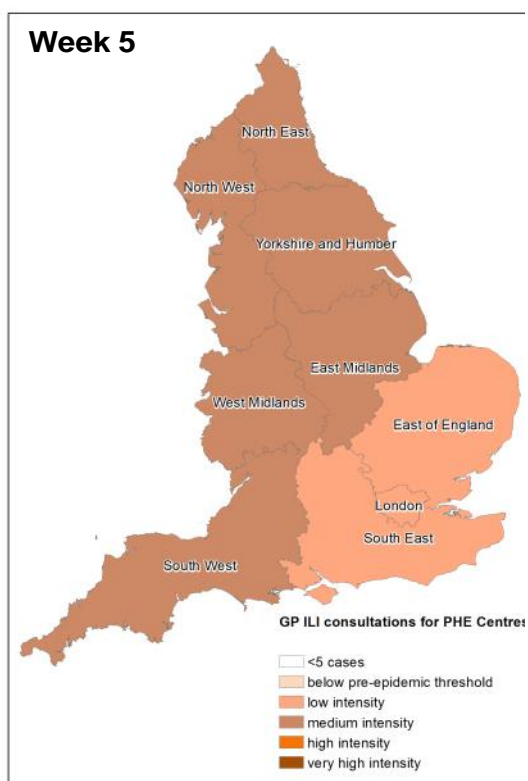 Week 5
North East
North West
Yorkshire and Humber
East Midlands
West Midlands
East of England
London
South East
South West
GP ILI consultations for PHE Centres
<5 cases
below pre-epidemic threshold
low intensity
medium intensity
high intensity
very high intensity